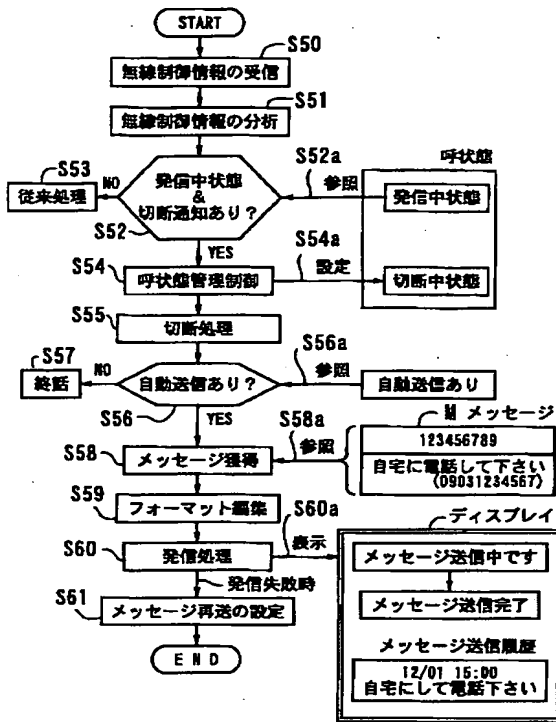 START
S50
無線制御情報の受信
S51
無線制御情報の分析
S53
従来処理
NO
発信中状態
&
切断通知あり？
S52
S52a
参照
呼状態
発信中状態
YES
S54
呼状態管理制御
S54a
設定
切断中状態
S55
切断処理
S57
終話
NO
自動送信あり？
S56
S56a
参照
自動送信あり
YES
S58
メッセージ獲得
S58a
参照
M メッセージ
123456789
自宅に電話して下さい
(09031234567)
S59
フォーマット編集
S60
発信処理
S60a
表示
ディスプレイ
メッセージ送信中です
メッセージ送信完了
発信失敗時
S61
メッセージ再送の設定
メッセージ送信履歴
12/01 15:00
自宅にして電話下さい
END